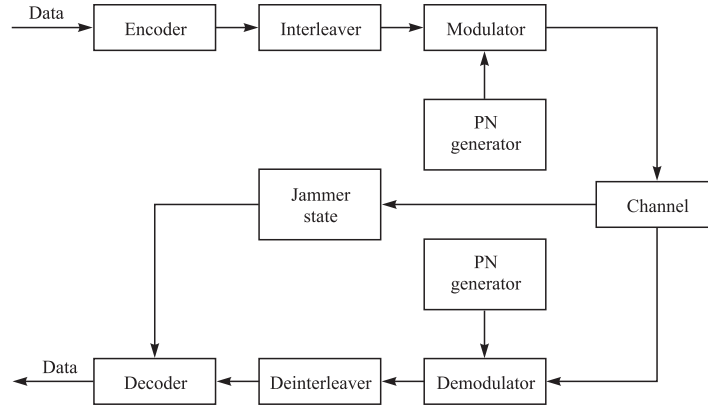 Data
Encoder
Interleaver
Modulator
PN
generator
Jammer
state
Channel
PN
generator
Data
Decoder
Deinterleaver
Demodulator